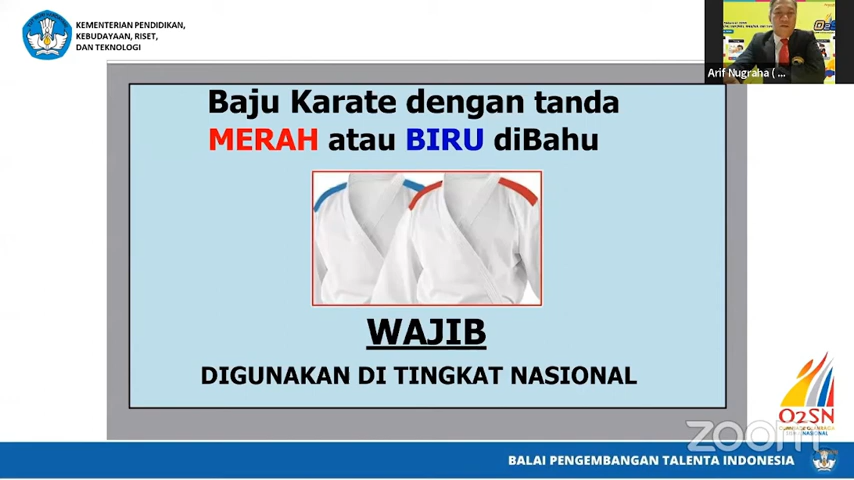 KEMENTERIAN PENDIDIKAN,
KEBUDAYAAN, RISET,
DAN TEKNOLOGI
Arif Nugraha ( ...
Baju Karate dengan tanda
MERAH atau BIRU diBahu
WAJIB
DIGUNAKAN DI TINGKAT NASIONAL
O2SN
zoom
BALAI PENGEMBANGAN TALENTA INDONESIA